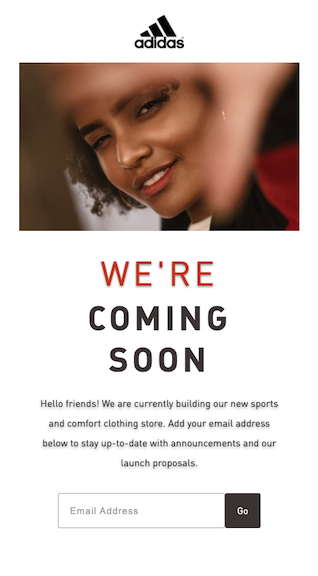 adidas
WE'RE
COMING
SOON
Hello friends! We are currently building our new sports
and comfort clothing store. Add your email address
below to stay up-to-date with announcements and our
launch proposals.
Email Address
Go